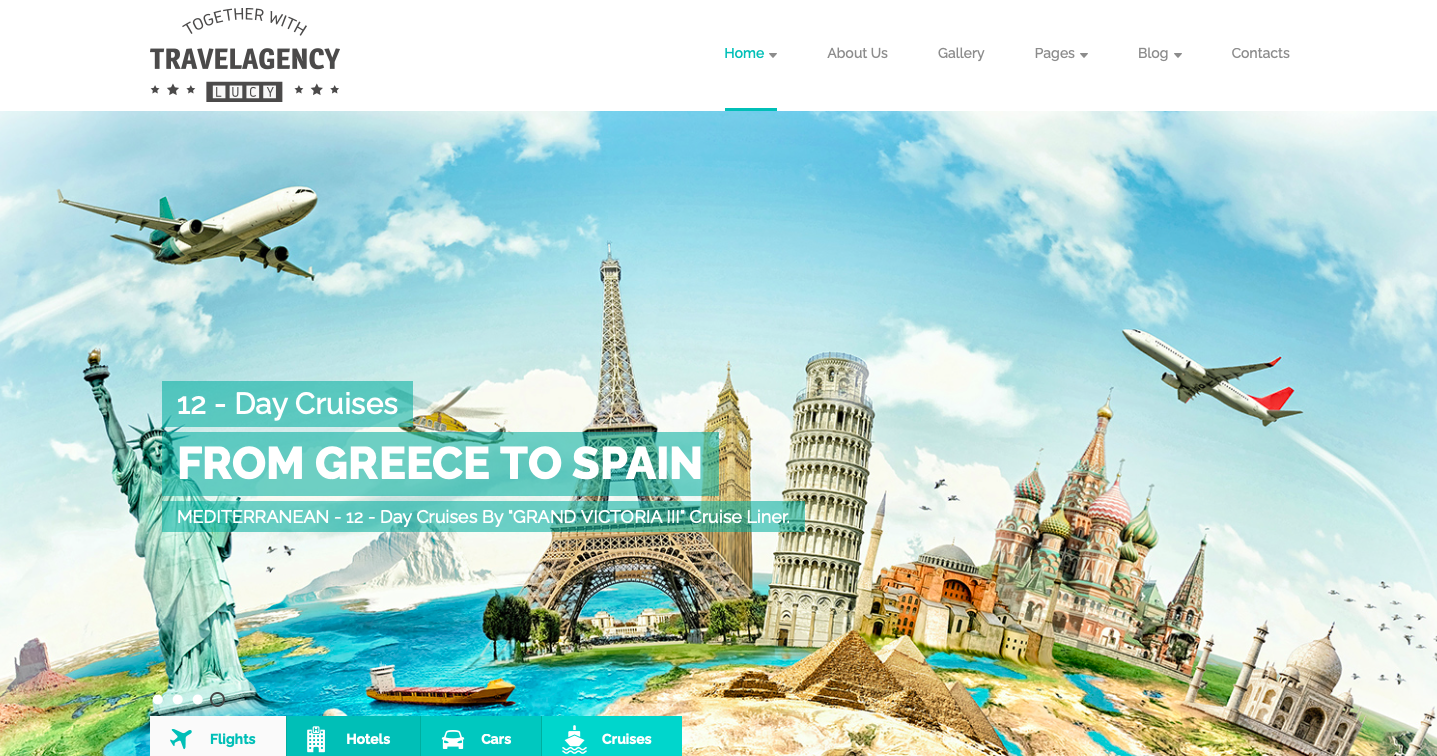 TOGETHER WITH
TRAVELAGENCY
LUCY
Home
About Us
Gallery
Pages
Blog
Contacts
12 - Day Cruises
FROM GREECE TO SPAIN
MEDITERRANEAN - 12 - Day Cruises By "GRAND VICTORIA III" Cruise Liner.
Flights
Hotels
Cars
Cruises